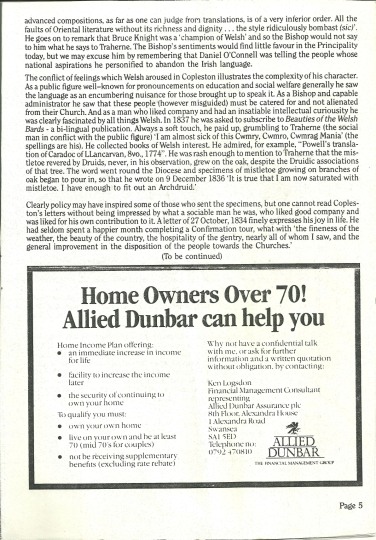 advanced compositions, as far as one can judge from translations, is of a very inferior order. All the
faults of Oriental literature without its richness and dignity . . . the style ridiculously bombast (sic)'.
He goes on to remark that Bruce Knight was a 'champion of Welsh' and so the Bishop would not say
to him what he says to Traherne. The Bishop's sentiments would find little favour in the Principality
today, but we may excuse him by remembering that Daniel O'Connell was telling the people whose
national aspirations he personified to abandon the Irish language.
The conflict of feelings which Welsh aroused in Copleston illustrates the complexity of his character.
As a public figure well-known for pronouncements on education and social welfare generally he saw
the language as an encumbering nuisance for those brought up to speak it. As a Bishop and capable
administrator he saw that these people (however misguided) must be catered for and not alienated
from their Church. And as a man who liked company and had an insatiable intellectual curiosity he
was clearly fascinated by all things Welsh. In 1837 he was asked to subscribe to Beauties of the Welsh
Bards - a bi-lingual publication. Always a soft touch, he paid up, grumbling to Traherne (the social
man in conflict with the public figure) 'I am almost sick of this Cwmry, Cwmro, Cwmrag Mania' (the
spellings are his). He collected books of Welsh interest. He admired, for example, "Powell's transla-
tion of Caradoc of LLancarvan, 8vo., 1774". He was rash enough to mention to Traherne that the mis-
tletoe revered by Druids, never, in his observation, grew on the oak, despite the Druidic associations
of that tree. The word went round the Diocese and specimens of mistletoe growing on branches of
oak began to pour in, so that he wrote on 9 December 1836 'It is true that I am now saturated with
mistletoe. I have enough to fit out an Archdruid.'
Clearly policy may have inspired some of those who sent the specimens, but one cannot read Coples-
ton's letters without being impressed by what a sociable man he was, who liked good company and
was liked for his own contribution to it. A letter of 27 October, 1834 finely expresses his joy in life. He
had seldom spent a happier month completing a Confirmation tour, what with 'the fineness of the
weather, the beauty of the country, the hospitality of the gentry, nearly all of whom I saw, and the
general improvement in the disposition of the people towards the Churches.'
(To be continued)
Home Owners Over 70!
Allied Dunbar can help you
Home Income Plan offering:
• an immediate increase in income
for life
• facility to increase the income
later
• the security of continuing to
own your home
To qualify you must:
• own your own home
• live on your own and be at least
70 (mid 70's for couples)
• not be receiving supplementary
benefits (excluding rate rebate)
Why not have a confidential talk
with me, or ask for further
information and a written quotation
without obligation, by contacting:
Ken Logsdon
Financial Management Consultant
representing
Allied Dunbar Assurance plc
8th Floor, Alexandra House
1 Alexandra Road
Swansea
SA1 5ED
Telephone no:
0792 470810
ALLIED
DUNBAR
THE FINANCIAL MANAGEMENT GROUP
Page 5